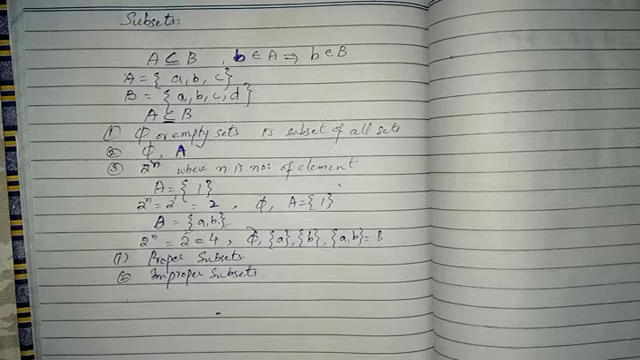 Subsets:
A ⊆ B , b ∈ A ⇒ b ∈ B
A = { a, b, c }
B = { a, b, c, d }
A ⊆ B
① Φ or empty sets is subset of all sets
② Φ, A
③ 2ⁿ where n is no: of element.
A = { 1 }
2ⁿ = 2¹ = 2 , Φ, A = { 1 }
A = { a, b }
2ⁿ = 2² = 4 , Φ, {a}, {b}, {a, b} = B
(1) Proper Subsets
② Improper Subsets